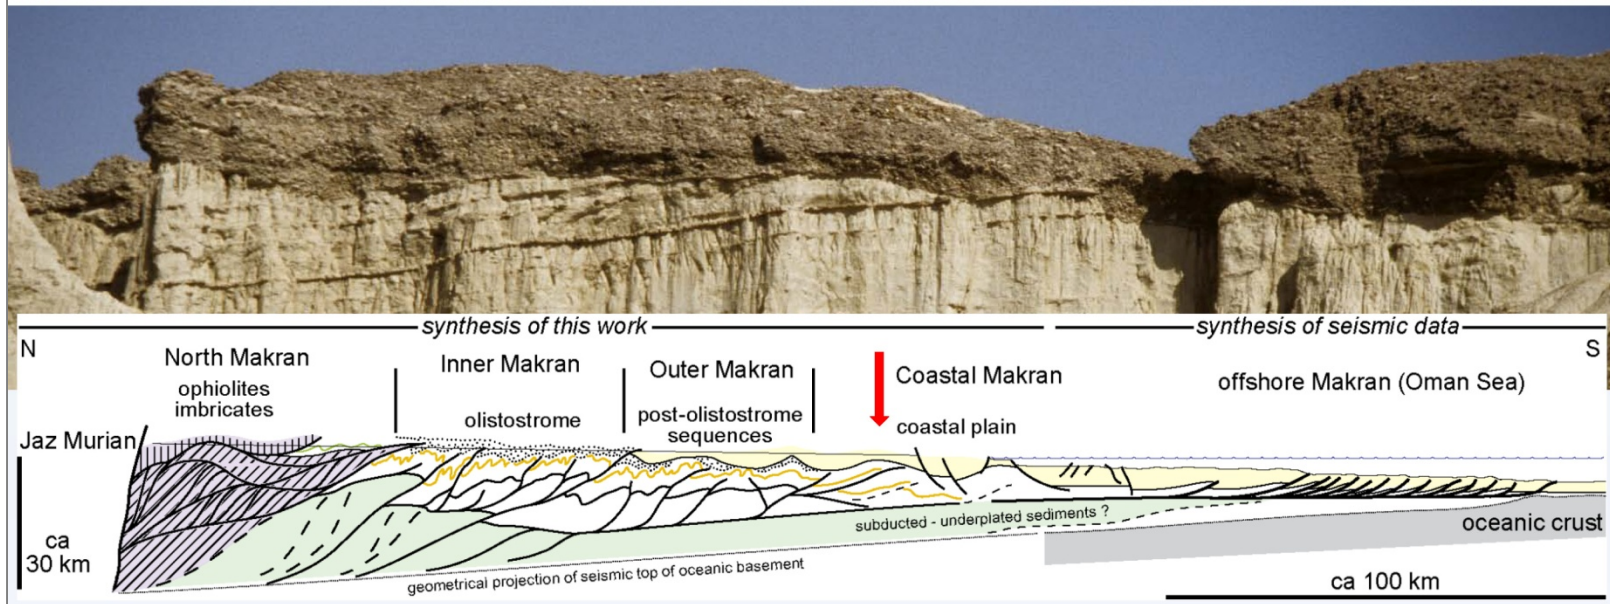 synthesis of this work
synthesis of seismic data
N
S
North Makran
ophiolites
imbricates
Inner Makran
olistostrome
Outer Makran
post-olistostrome
sequences
Coastal Makran
coastal plain
offshore Makran (Oman Sea)
Jaz Murian
ca
30 km
subducted - underplated sediments ?
oceanic crust
geometrical projection of seismic top of oceanic basement
ca 100 km